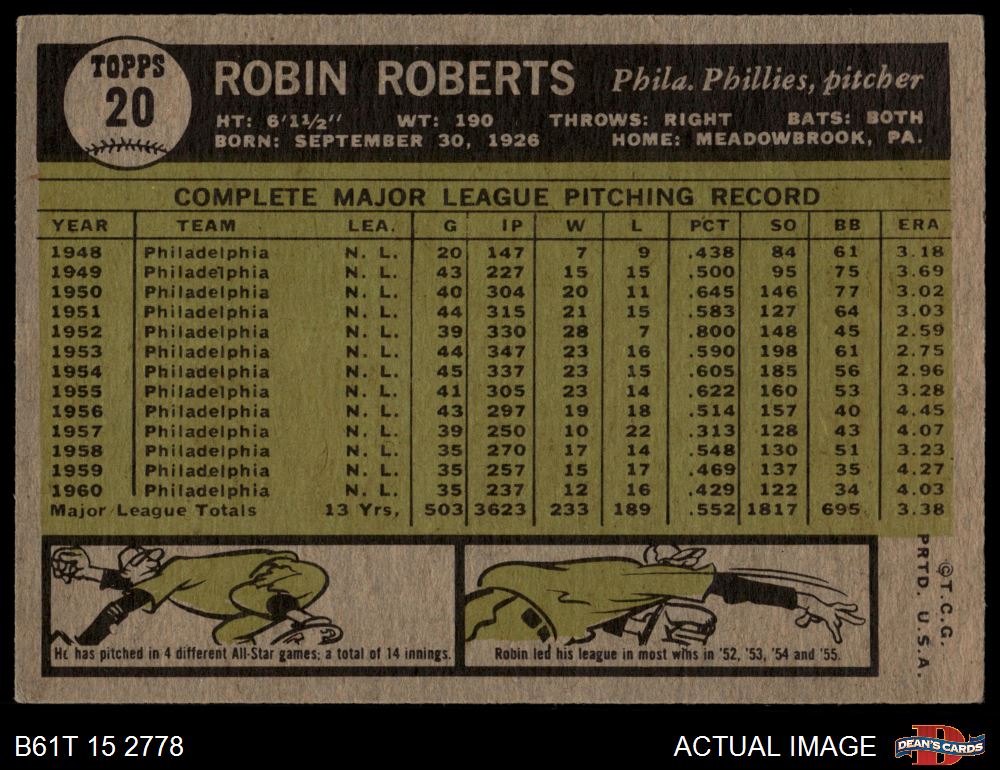 TOPPS
20
ROBIN ROBERTS Phila. Phillies, pitcher
HT: 6'1½" WT: 190 THROWS: RIGHT BATS: BOTH
BORN: SEPTEMBER 30, 1926 HOME: MEADOWBROOK, PA.
COMPLETE MAJOR LEAGUE PITCHING RECORD
YEAR TEAM LEA. G IP W L PCT SO BB ERA
1948 Philadelphia N. L. 20 147 7 9 .438 84 61 3.18
1949 Philadelphia N. L. 43 227 15 15 .500 95 75 3.69
1950 Philadelphia N. L. 40 304 20 11 .645 146 77 3.02
1951 Philadelphia N. L. 44 315 21 15 .583 127 64 3.03
1952 Philadelphia N. L. 39 330 28 7 .800 148 45 2.59
1953 Philadelphia N. L. 44 347 23 16 .590 198 61 2.75
1954 Philadelphia N. L. 45 337 23 15 .605 185 56 2.96
1955 Philadelphia N. L. 41 305 23 14 .622 160 53 3.28
1956 Philadelphia N. L. 43 297 19 18 .514 157 40 4.45
1957 Philadelphia N. L. 39 250 10 22 .313 128 43 4.07
1958 Philadelphia N. L. 35 270 17 14 .548 130 51 3.23
1959 Philadelphia N. L. 35 257 15 17 .469 137 35 4.27
1960 Philadelphia N. L. 35 237 12 16 .429 122 34 4.03
Major League Totals 13 Yrs, 503 3623 233 189 .552 1817 695 3.38
He has pitched in 4 different All-Star games; a total of 14 innings.
Robin led his league in most wins in '52, '53, '54 and '55.
©T.C.G.
PRTD. U.S.A.
B61T 15 2778
ACTUAL IMAGE
D
DEAN'S CARDS